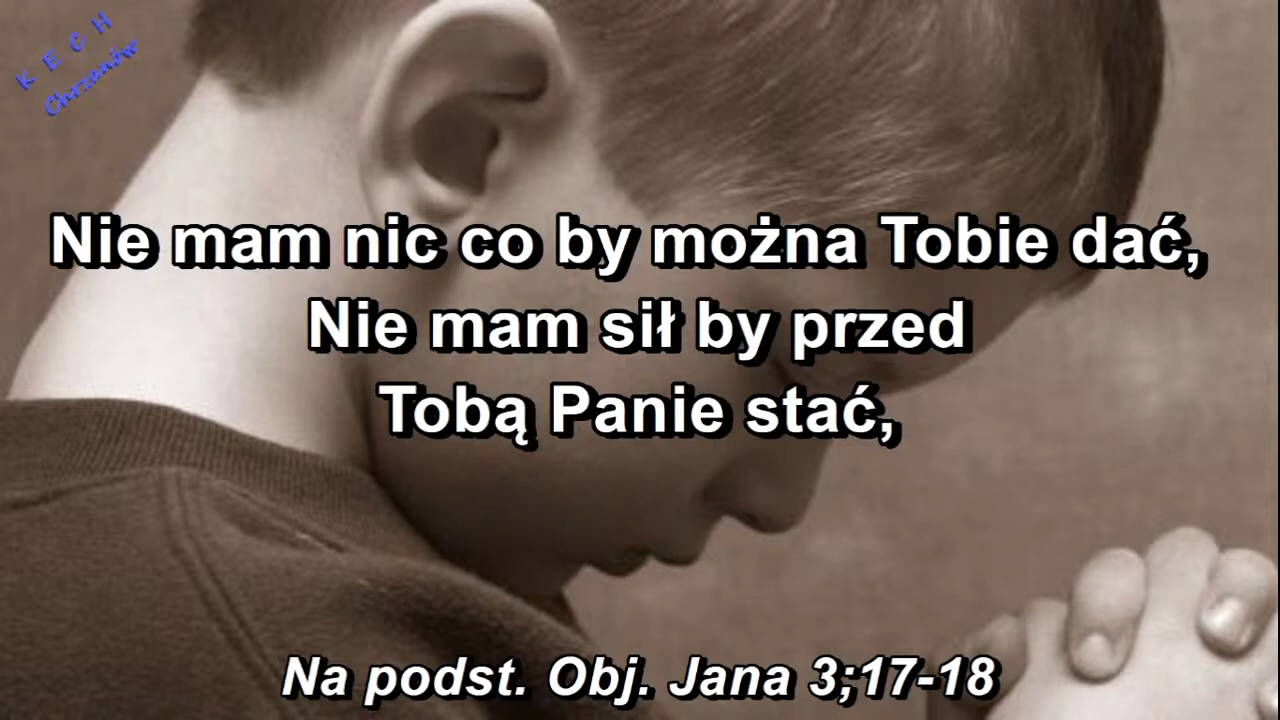 K E C H
Chrzanów
Nie mam nic co by można Tobie dać,
Nie mam sił by przed
Tobą Panie stać,
Na podst. Obj. Jana 3;17-18